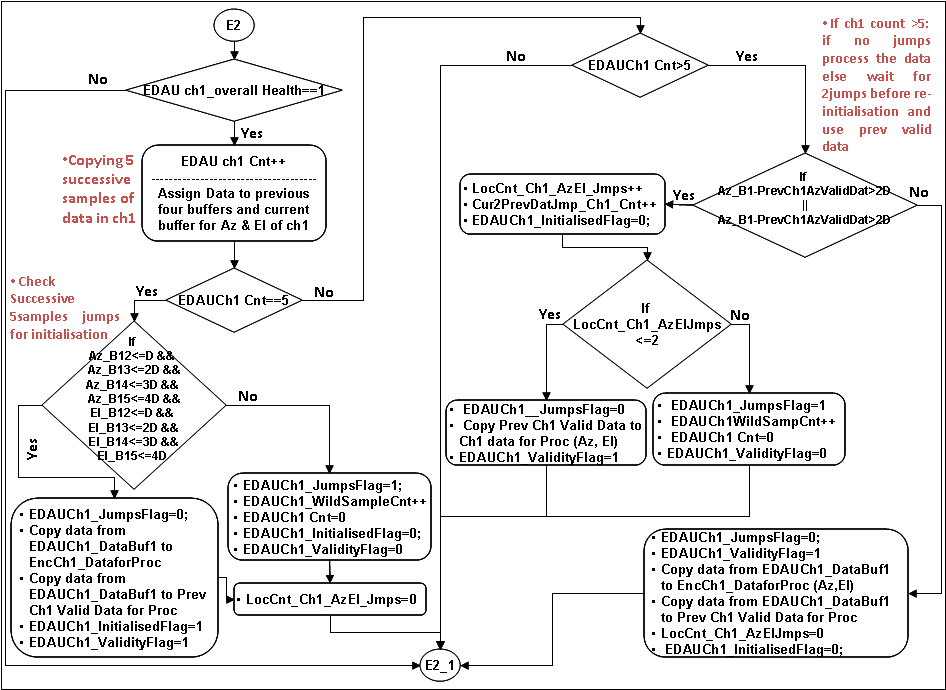 E2
No
EDAU ch1_overall Health==1
Yes
•Copying 5
successive
samples of
data in ch1
EDAU ch1 Cnt++
Assign Data to previous
four buffers and current
buffer for Az & El of ch1
• Check
Successive
5samples jumps
for initialisation
Yes
EDAUCh1 Cnt==5
No
If
Az_B12<=D &&
Az_B13<=2D &&
Az_B14<=3D &&
Az_B15<=4D &&
El_B12<=D &&
El_B13<=2D &&
El_B14<=3D &&
El_B15<=4D
No
Yes
▪ EDAUCh1_JumpsFlag=0;
▪ Copy data from
EDAUCh1_DataBuf1 to
EncCh1_DataforProc
▪ Copy data from
EDAUCh1_DataBuf1 to Prev
Ch1 Valid Data for Proc
▪ EDAUCh1_InitialisedFlag=1
▪ EDAUCh1_ValidityFlag=1
▪ EDAUCh1_JumpsFlag=1;
▪ EDAUCh1_WildSampleCnt++
▪ EDAUCh1 Cnt=0
▪ EDAUCh1_InitialisedFlag=0;
▪ EDAUCh1_ValidityFlag=0
▪ LocCnt_Ch1_AzEl_Jmps=0
No
EDAUCh1 Cnt>5
Yes
• If ch1 count >5:
if no jumps
process the data
else wait for
2jumps before re-
initialisation and
use prev valid
data
If
Az_B1-PrevCh1AzValidDat>2D
||
Az_B1-PrevCh1AzValidDat>2D
Yes
No
▪ LocCnt_Ch1_AzEl_Jmps++
▪ Cur2PrevDatJmp_Ch1_Cnt++
▪ EDAUCh1_InitialisedFlag=0;
Yes
If
LocCnt_Ch1_AzElJmps
<=2
No
▪ EDAUCh1__JumpsFlag=0
▪ Copy Prev Ch1 Valid Data to
Ch1 data for Proc (Az, El)
▪ EDAUCh1_ValidityFlag=1
▪ EDAUCh1_JumpsFlag=1
▪ EDAUCh1WildSampCnt++
▪ EDAUCh1 Cnt=0
▪ EDAUCh1_ValidityFlag=0
▪ EDAUCh1_JumpsFlag=0;
▪ EDAUCh1_ValidityFlag=1
▪ Copy data from EDAUCh1_DataBuf1
to EncCh1_DataforProc (Az,El)
▪ Copy data from EDAUCh1_DataBuf1
to Prev Ch1 Valid Data for Proc
▪ LocCnt_Ch1_AzElJmps=0
▪ EDAUCh1_InitialisedFlag=0;
E2_1